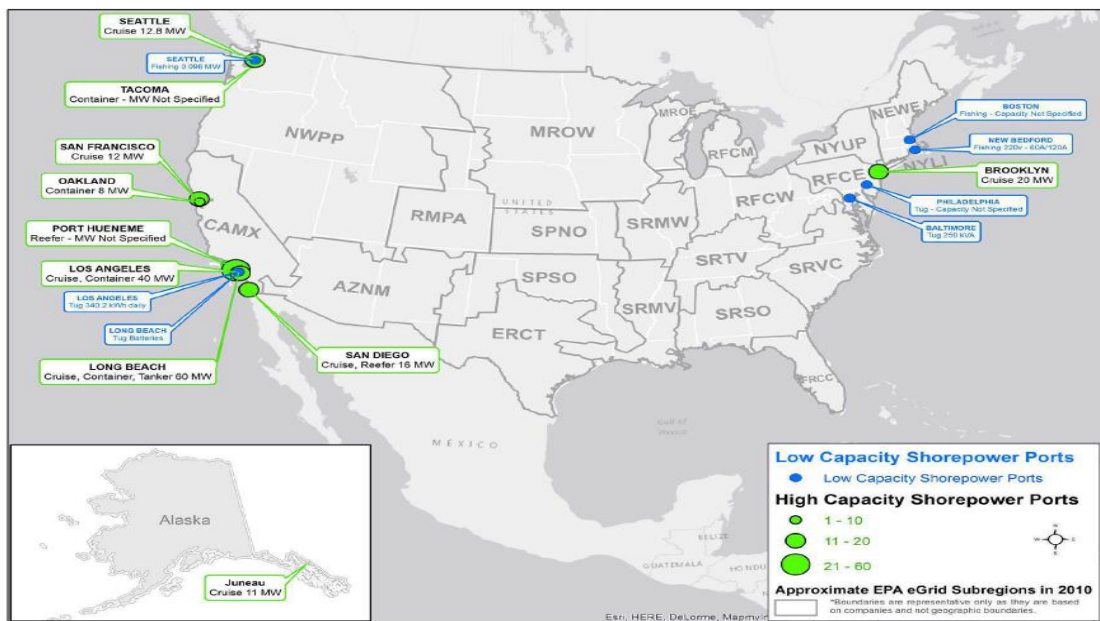 SEATTLE
Cruise 12.8 MW
SEATTLE
Fishing 0.096 MW
TACOMA
Container - MW Not Specified
SAN FRANCISCO
Cruise 12 MW
OAKLAND
Container 8 MW
PORT HUENEME
Reefer - MW Not Specified
LOS ANGELES
Cruise, Container 40 MW
LOS ANGELES
Tug 340.2 kWh daily
LONG BEACH
Tug Batteries
LONG BEACH
Cruise, Container, Tanker 60 MW
SAN DIEGO
Cruise, Reefer 16 MW
BOSTON
Fishing - Capacity Not Specified
NEW BEDFORD
Fishing 220v - 60A/120A
BROOKLYN
Cruise 20 MW
PHILADELPHIA
Tug - Capacity Not Specified
BALTIMORE
Tug 250 kVA
NWPP
MROW
MROE
RFCM
NEWE
NYUP
NYLI
RFCE
RFCW
CAMX
RMPA
UNITED
STATES
SPNO
SRMW
SRTV
SRVC
AZNM
SPSO
SRMV
SRSO
ERCT
FRCC
MÉXICO
Gulf of
Mexico
BELIZE
GUATEMALA
HONDU
Alaska
Juneau
Cruise 11 MW
Low Capacity Shorepower Ports
Low Capacity Shorepower Ports
High Capacity Shorepower Ports
1 - 10
11 - 20
21 - 60
N
W
E
S
Approximate EPA eGrid Subregions in 2010
*Boundaries are representative only as they are based
on companies and not geographic boundaries.
Esri, HERE, DeLorme, MapmyIn